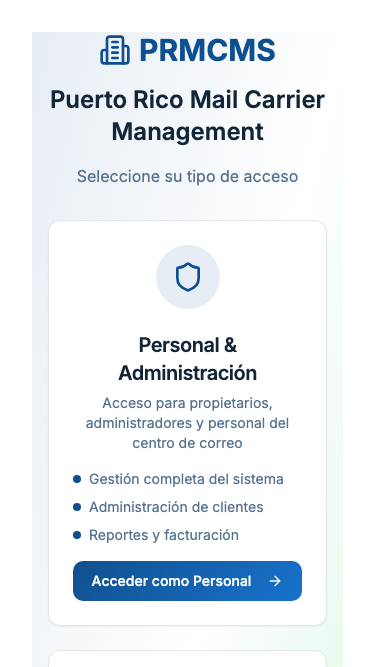 PRMCMS
Puerto Rico Mail Carrier
Management
Seleccione su tipo de acceso
Personal &
Administración
Acceso para propietarios,
administradores y personal del
centro de correo
Gestión completa del sistema
Administración de clientes
Reportes y facturación
Acceder como Personal